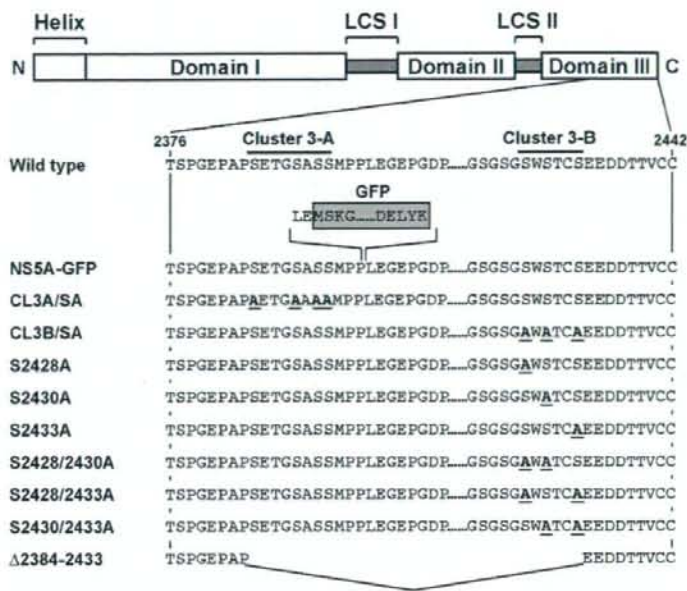 Helix LCS I LCS II
N Domain I Domain II Domain III C
2376 Cluster 3-A Cluster 3-B 2442
Wild type TSPGEPAPSETGSASSMPPLEGEPGDP......GSGSGSWSTCSEEDDTTVCC
GFP
LEMSKG......DELYK
NS5A-GFP TSPGEPAPSETGSASSMPPLEGEPGDP......GSGSGSWSTCSEEDDTTVCC
CL3A/SA TSPGEPAPAETGAAAAMPPLEGEPGDP......GSGSGSWSTCSEEDDTTVCC
CL3B/SA TSPGEPAPSETGSASSMPPLEGEPGDP......GSGSGAWATCAEEDDTTVCC
S2428A TSPGEPAPSETGSASSMPPLEGEPGDP......GSGSGAWSTCSEEDDTTVCC
S2430A TSPGEPAPSETGSASSMPPLEGEPGDP......GSGSGSWATCSEEDDTTVCC
S2433A TSPGEPAPSETGSASSMPPLEGEPGDP......GSGSGSWSTCAEEDDTTVCC
S2428/2430A TSPGEPAPSETGSASSMPPLEGEPGDP......GSGSGAWATCSEEDDTTVCC
S2428/2433A TSPGEPAPSETGSASSMPPLEGEPGDP......GSGSGAWSTCAEEDDTTVCC
S2430/2433A TSPGEPAPSETGSASSMPPLEGEPGDP......GSGSGSWATCAEEDDTTVCC
Δ2384-2433 TSPGEPAP EEDDTTVCC